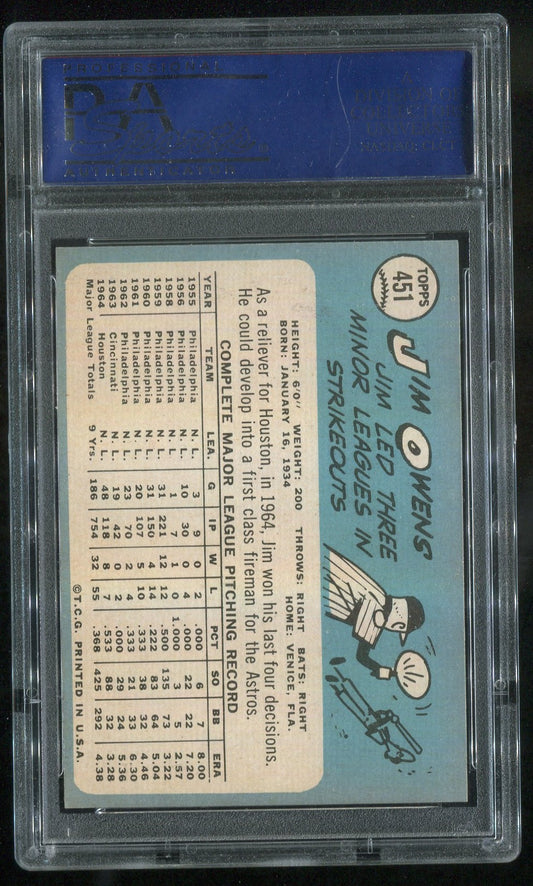 PROFESSIONAL
PSA
AUTHENTICATOR
TOPPS
451
JIM OWENS
JIM LED THREE
MINOR LEAGUES IN
STRIKEOUTS
HEIGHT: 6'0" WEIGHT: 200 THROWS: RIGHT BATS: RIGHT
BORN: JANUARY 16, 1934 HOME: VENICE, FLA.
As a reliever for Houston, in 1964, Jim won his last four decisions.
He could develop into a first class fireman for the Astros.
COMPLETE MAJOR LEAGUE PITCHING RECORD
YEAR TEAM LEA. G IP W L PCT SO BB ERA
1955 Philadelphia N. L. 3 9 0 2 .000 6 7 8.00
1956 Philadelphia N. L. 10 30 0 4 .000 22 22 7.20
1958 Philadelphia N. L. 1 7 1 0 1.000 3 5 2.57
1959 Philadelphia N. L. 31 221 12 12 .500 135 73 3.22
1960 Philadelphia N. L. 31 150 4 14 .222 83 64 5.04
1961 Philadelphia N. L. 20 107 5 10 .333 38 32 4.46
1962 Philadelphia N. L. 23 70 2 4 .333 21 33 6.30
1963 Cincinnati N. L. 19 42 0 2 .000 29 24 5.36
1964 Houston N. L. 48 118 8 7 .533 88 32 3.28
Major League Totals 9 Yrs. 186 754 32 55 .368 425 292 4.38
©T.C.G. PRINTED IN U.S.A.